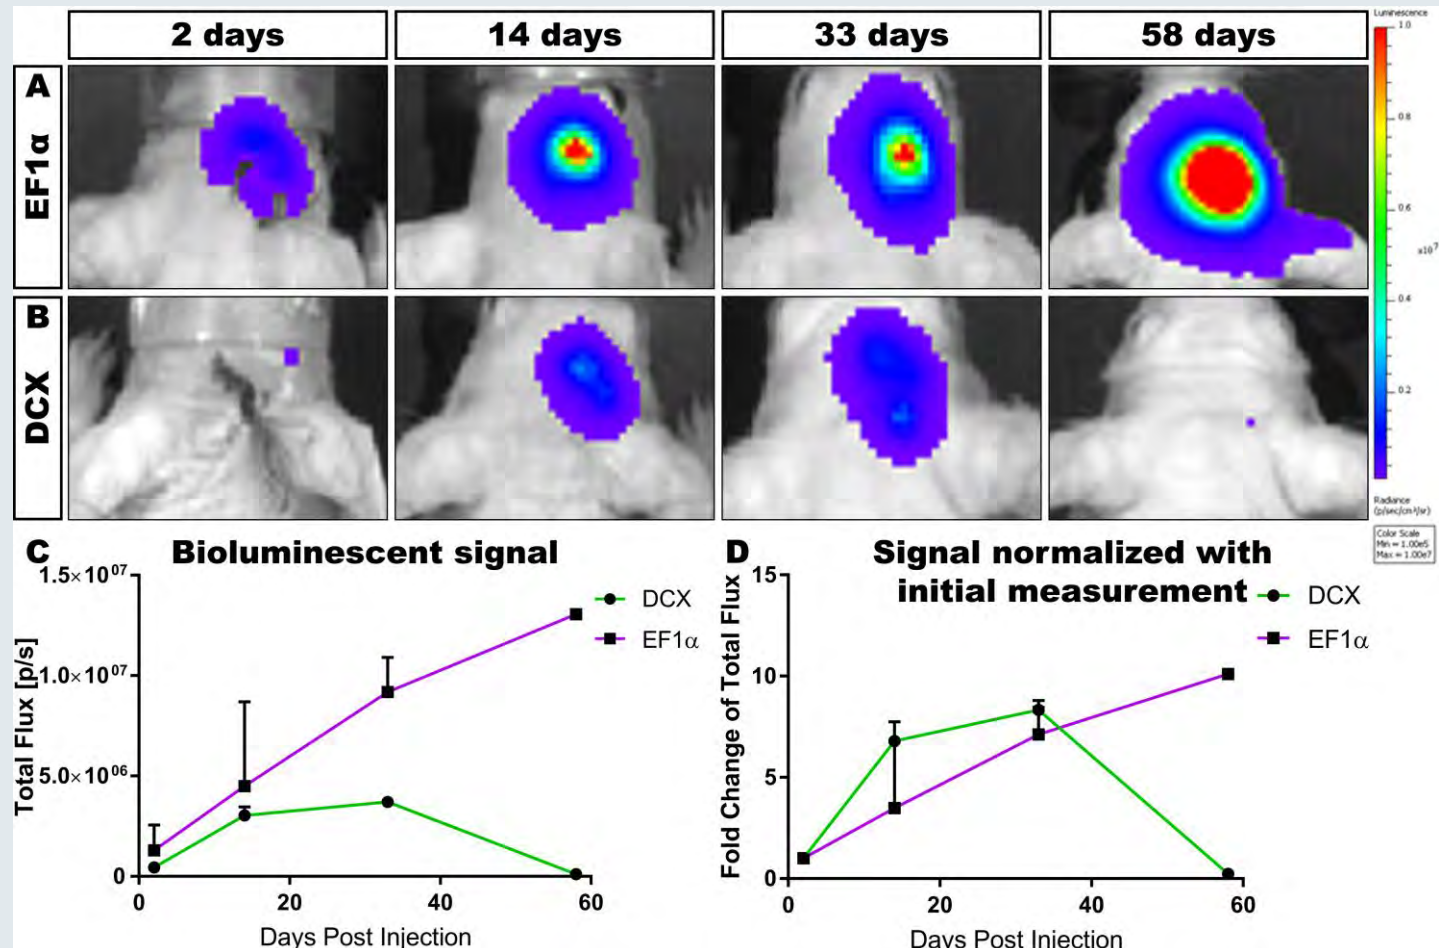 2 days
14 days
33 days
58 days
A
EF1α
B
DCX
Luminescence
1.0
0.8
0.6
x10⁷
0.4
0.2
Radiance
(p/sec/cm²/sr)
Color Scale
Min = 1.00e5
Max = 1.00e7
C
Bioluminescent signal
1.5×10⁰⁷
1.0×10⁰⁷
5.0×10⁰⁶
0
Total Flux [p/s]
DCX
EF1α
0
20
40
60
Days Post Injection
D
Signal normalized with
initial measurement
15
10
5
0
Fold Change of Total Flux
DCX
EF1α
0
20
40
60
Days Post Injection